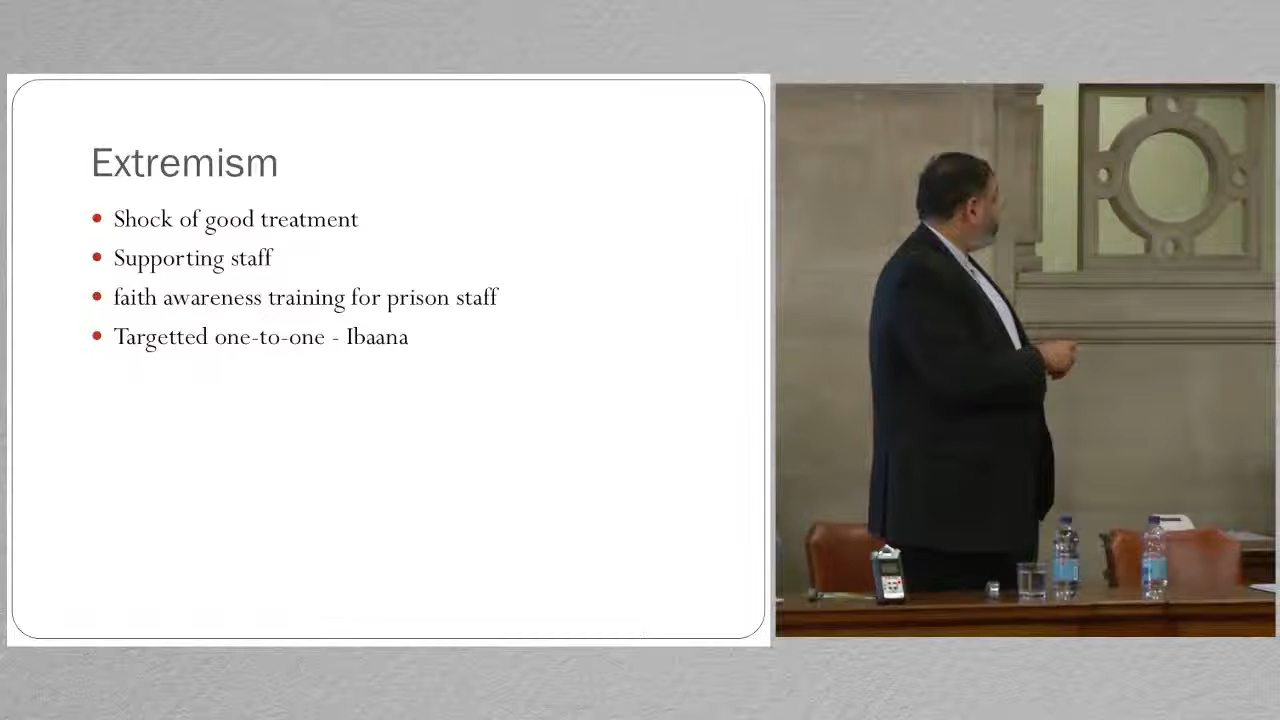 Extremism
Shock of good treatment
Supporting staff
faith awareness training for prison staff
Targetted one-to-one - Ibaana